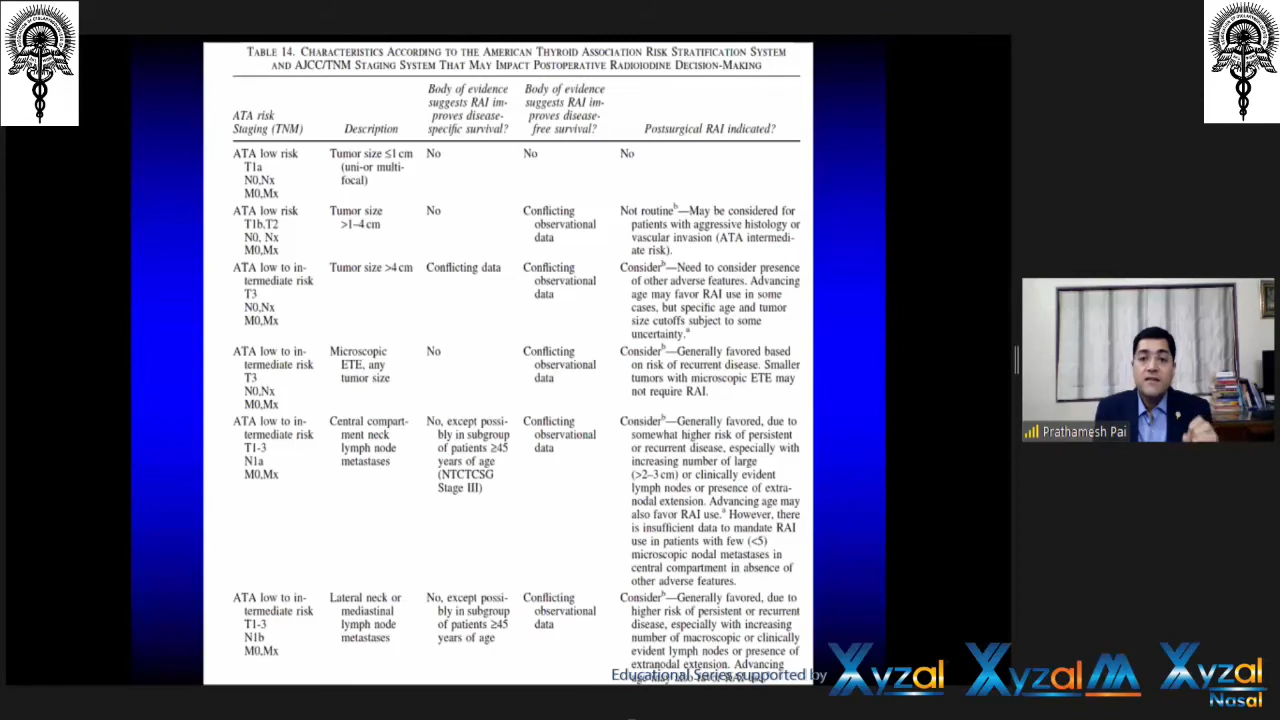 TABLE 14. CHARACTERISTICS ACCORDING TO THE AMERICAN THYROID ASSOCIATION RISK STRATIFICATION SYSTEM
AND AJCC/TNM STAGING SYSTEM THAT MAY IMPACT POSTOPERATIVE RADIOIODINE DECISION-MAKING
ATA risk
Staging (TNM)
Description
Body of evidence
suggests RAI im-
proves disease-
specific survival?
Body of evidence
suggests RAI im-
proves disease-
free survival?
Postsurgical RAI indicated?
ATA low risk
T1a
N0,Nx
M0,Mx
Tumor size ≤1 cm
(uni-or multi-
focal)
No
No
No
ATA low risk
T1b,T2
N0, Nx
M0,Mx
Tumor size
>1–4 cm
No
Conflicting
observational
data
Not routineᵇ—May be considered for
patients with aggressive histology or
vascular invasion (ATA intermedi-
ate risk).
ATA low to in-
termediate risk
T3
N0,Nx
M0,Mx
Tumor size >4 cm
Conflicting data
Conflicting
observational
data
Considerᵇ—Need to consider presence
of other adverse features. Advancing
age may favor RAI use in some
cases, but specific age and tumor
size cutoffs subject to some
uncertainty.ᵃ
ATA low to in-
termediate risk
T3
N0,Nx
M0,Mx
Microscopic
ETE, any
tumor size
No
Conflicting
observational
data
Considerᵇ—Generally favored based
on risk of recurrent disease. Smaller
tumors with microscopic ETE may
not require RAI.
ATA low to in-
termediate risk
T1-3
N1a
M0,Mx
Central compart-
ment neck
lymph node
metastases
No, except possi-
bly in subgroup
of patients ≥45
years of age
(NTCTCSG
Stage III)
Conflicting
observational
data
Considerᵇ—Generally favored, due to
somewhat higher risk of persistent
or recurrent disease, especially with
increasing number of large
(>2–3 cm) or clinically evident
lymph nodes or presence of extra-
nodal extension. Advancing age may
also favor RAI use.ᵃ However, there
is insufficient data to mandate RAI
use in patients with few (<5)
microscopic nodal metastases in
central compartment in absence of
other adverse features.
ATA low to in-
termediate risk
T1-3
N1b
M0,Mx
Lateral neck or
mediastinal
lymph node
metastases
No, except possi-
bly in subgroup
of patients ≥45
years of age
Conflicting
observational
data
Considerᵇ—Generally favored, due to
higher risk of persistent or recurrent
disease, especially with increasing
number of macroscopic or clinically
evident lymph nodes or presence of
extranodal extension. Advancing
Prathamesh Pai
Educational Series supported by
Xyzal
Xyzal M
Xyzal
Nasal